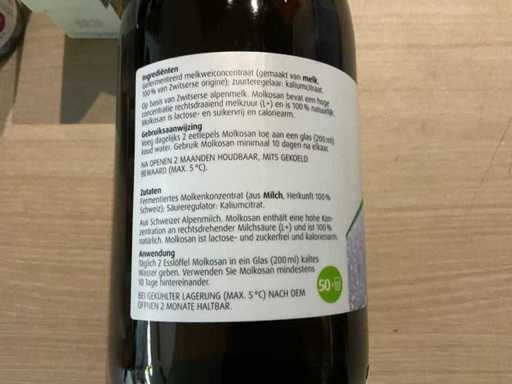 Ingrediënten
Gefermenteerd melkweiconcentraat (gemaakt van melk,
100% van Zwitserse origine); zuurteregelaar: kaliumcitraat.
Op basis van Zwitserse alpenmelk. Molkosan bevat een hoge
concentratie rechtsdraaiend melkzuur (L+) en is 100% natuurlijk.
Molkosan is lactose- en suikervrij en caloriearm.
Gebruiksaanwijzing
Voeg dagelijks 2 eetlepels Molkosan toe aan een glas (200ml)
koud water. Gebruik Molkosan minimaal 10 dagen na elkaar.
NA OPENEN 2 MAANDEN HOUDBAAR, MITS GEKOELD
BEWAARD (MAX. 5°C).
Zutaten
Fermentiertes Molkenkonzentrat (aus Milch, Herkunft 100%
Schweiz); Säureregulator: Kaliumcitrat.
Aus Schweizer Alpenmilch. Molkosan enthält eine hohe Kon-
zentration an rechtsdrehender Milchsäure (L+) und ist 100%
natürlich. Molkosan ist lactose- und zuckerfrei und kalorienarm.
Anwendung
Täglich 2 Esslöffel Molkosan in ein Glas (200ml) kaltes
Wasser geben. Verwenden Sie Molkosan mindestens
10 Tage hintereinander.
BEI GEKÜHLTER LAGERUNG (MAX. 5°C) NACH DEM
ÖFFNEN 2 MONATE HALTBAR.
50×